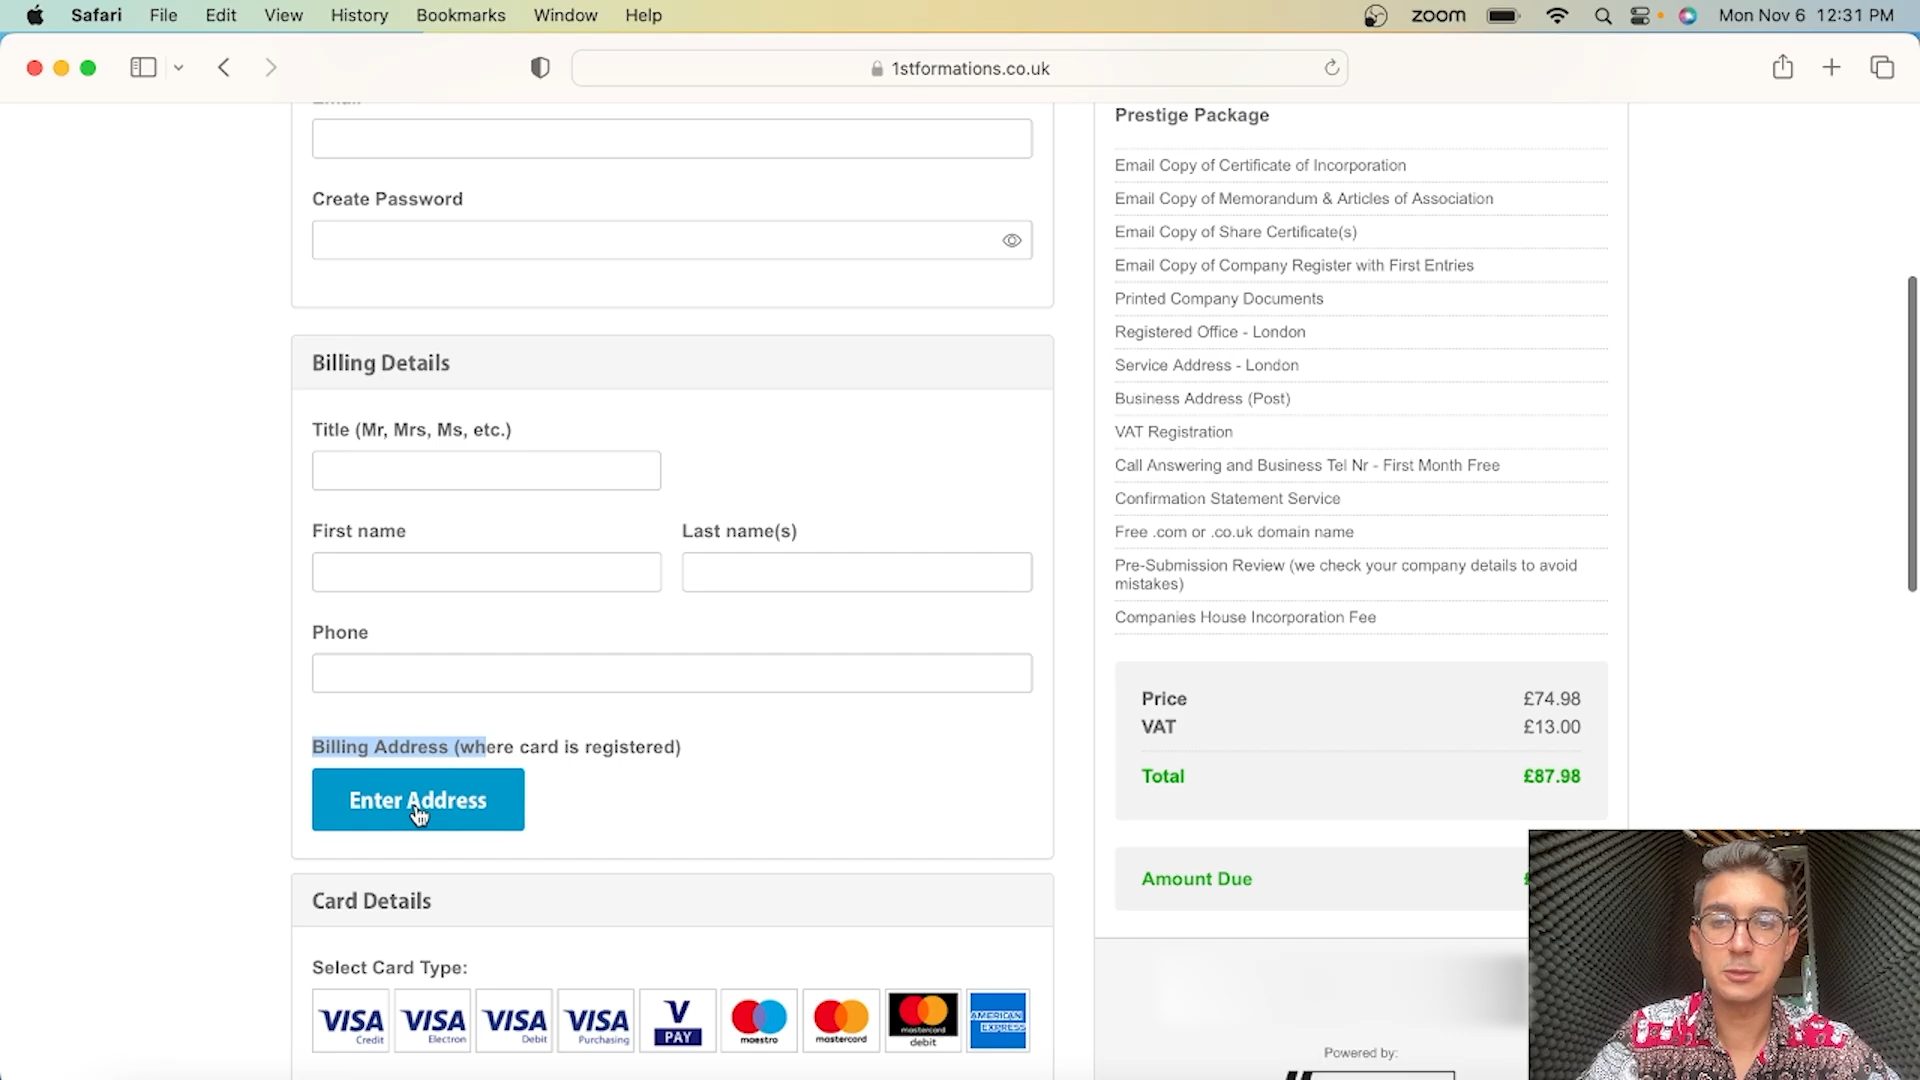 Safari File Edit View History Bookmarks Window Help zoom Mon Nov 6 12:31 PM
1stformations.co.uk
Create Password
Billing Details
Title (Mr, Mrs, Ms, etc.)
First name Last name(s)
Phone
Billing Address (where card is registered)
Enter Address
Card Details
Select Card Type:
VISA Credit
VISA Electron
VISA Debit
VISA Purchasing
V PAY
maestro
mastercard
mastercard debit
AMERICAN EXPRESS
Prestige Package
Email Copy of Certificate of Incorporation
Email Copy of Memorandum & Articles of Association
Email Copy of Share Certificate(s)
Email Copy of Company Register with First Entries
Printed Company Documents
Registered Office - London
Service Address - London
Business Address (Post)
VAT Registration
Call Answering and Business Tel Nr - First Month Free
Confirmation Statement Service
Free .com or .co.uk domain name
Pre-Submission Review (we check your company details to avoid
mistakes)
Companies House Incorporation Fee
Price £74.98
VAT £13.00
Total £87.98
Amount Due
Powered by: